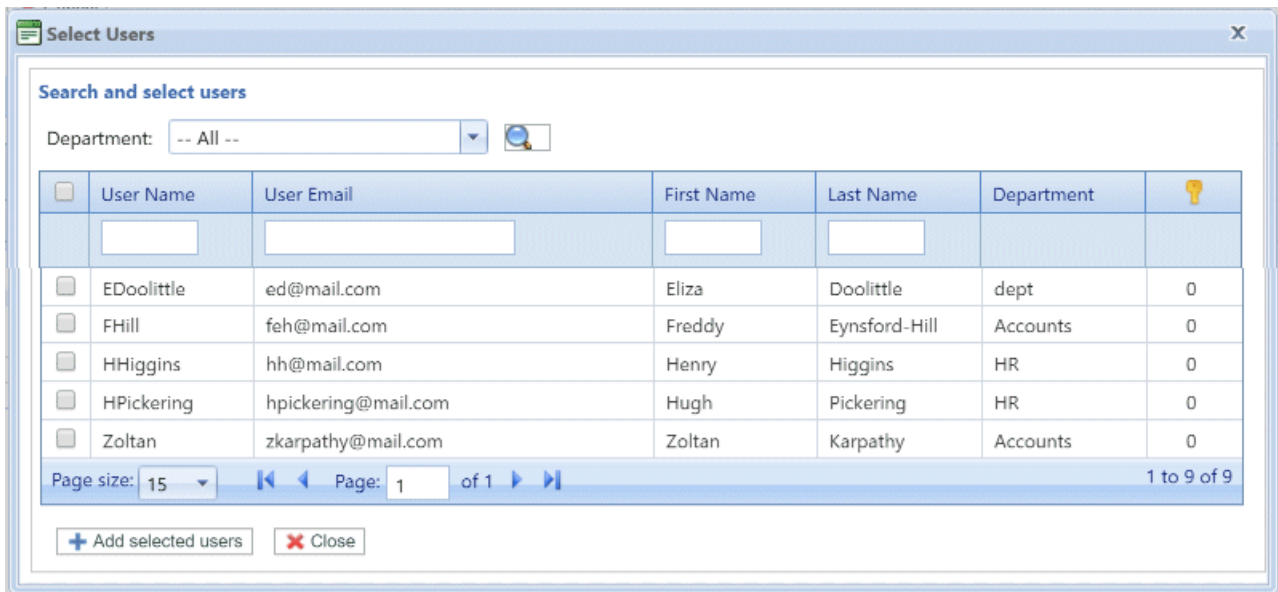 Select Users
Search and select users
Department: -- All --
User Name User Email First Name Last Name Department
EDoolittle ed@mail.com Eliza Doolittle dept 0
FHill feh@mail.com Freddy Eynsford-Hill Accounts 0
HHiggins hh@mail.com Henry Higgins HR 0
HPickering hpickering@mail.com Hugh Pickering HR 0
Zoltan zkarpathy@mail.com Zoltan Karpathy Accounts 0
Page size: 15 Page: 1 of 1 1 to 9 of 9
Add selected users Close